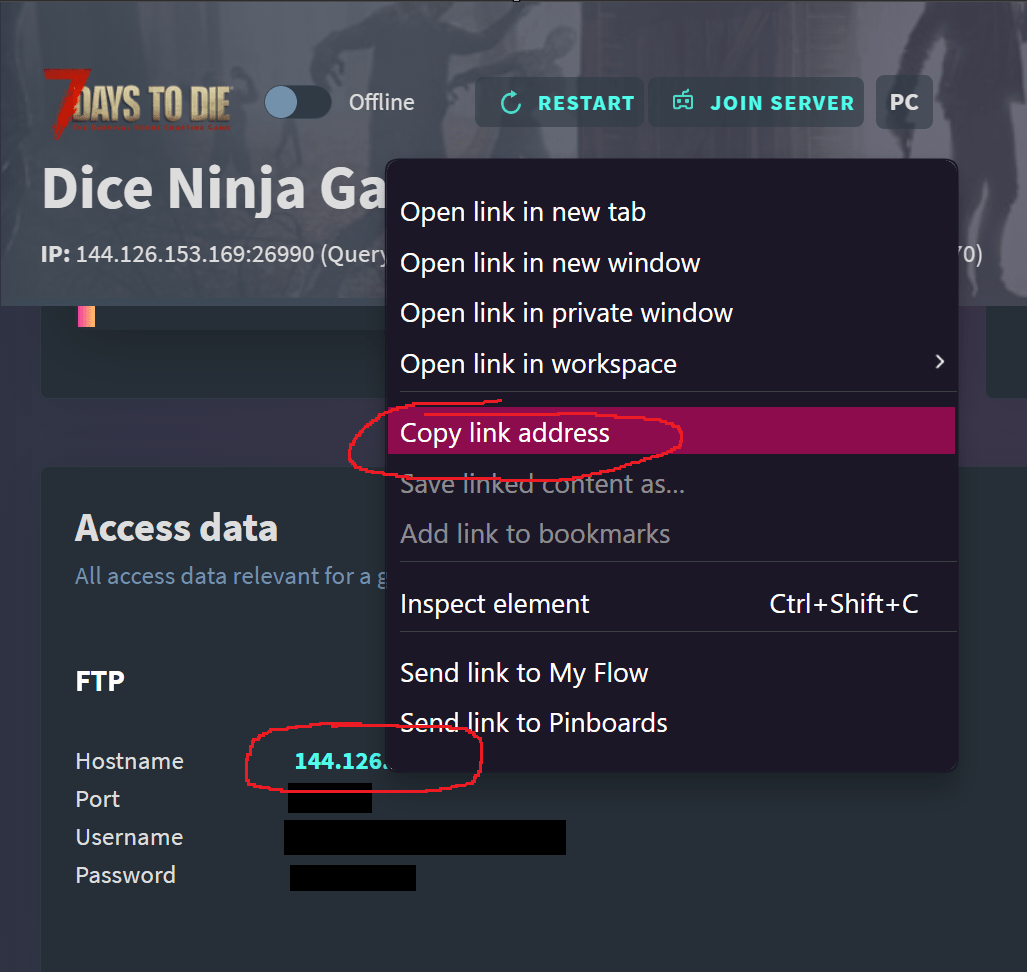 7 DAYS TO DIE
Offline
RESTART
JOIN SERVER
PC
Dice Ninja Ga
IP: 144.126.153.169:26990 (Query
70)
Open link in new tab
Open link in new window
Open link in private window
Open link in workspace
Copy link address
Save linked content as...
Add link to bookmarks
Inspect element Ctrl+Shift+C
Send link to My Flow
Send link to Pinboards
Access data
All access data relevant for a g
FTP
Hostname 144.126.
Port
Username
Password